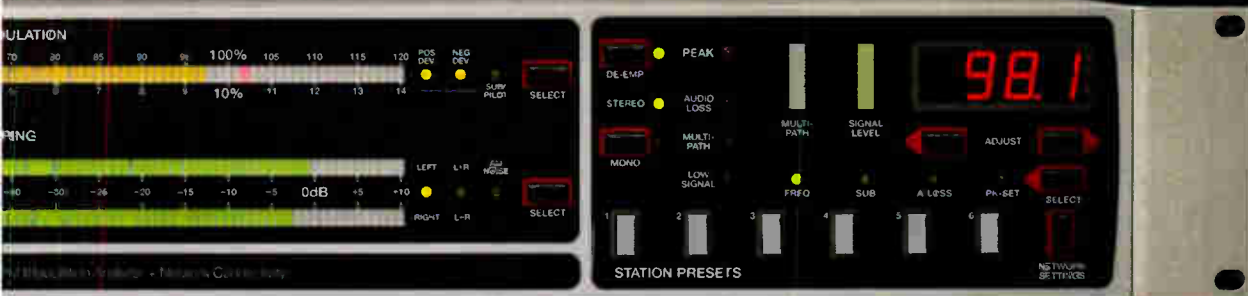 ULATION
70 80 85 90 95 100% 105 110 115 120
POS DEV
NEG DEV
10% 11 12 13 14
SUB/ PILOT
SELECT
PING
LEFT L+R
NOISE
-40 -30 -25 -20 -15 -10 -5 0dB +5 +10
RIGHT L-R
SELECT
DE-EMP
PEAK
STEREO
AUDIO LOSS
MONO
MULTI-PATH
LOW SIGNAL
MULTI-PATH
SIGNAL LEVEL
98.1
ADJUST
FREQ SUB A LOSS
SELECT
1 2 3 4 5 6
STATION PRESETS
NETWORK SETTINGS